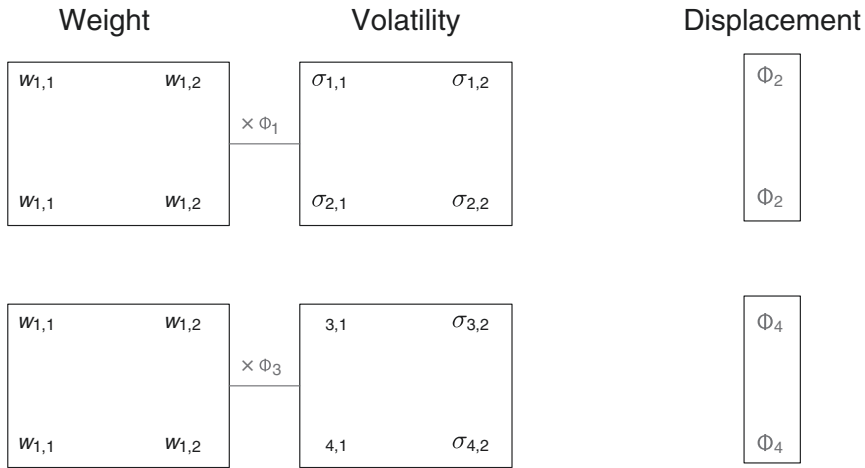 Weight Volatility Displacement
w1,1 w1,2 σ1,1 σ1,2 Φ2
× Φ1
w1,1 w1,2 σ2,1 σ2,2 Φ2
w1,1 w1,2 3,1 σ3,2 Φ4
× Φ3
w1,1 w1,2 4,1 σ4,2 Φ4